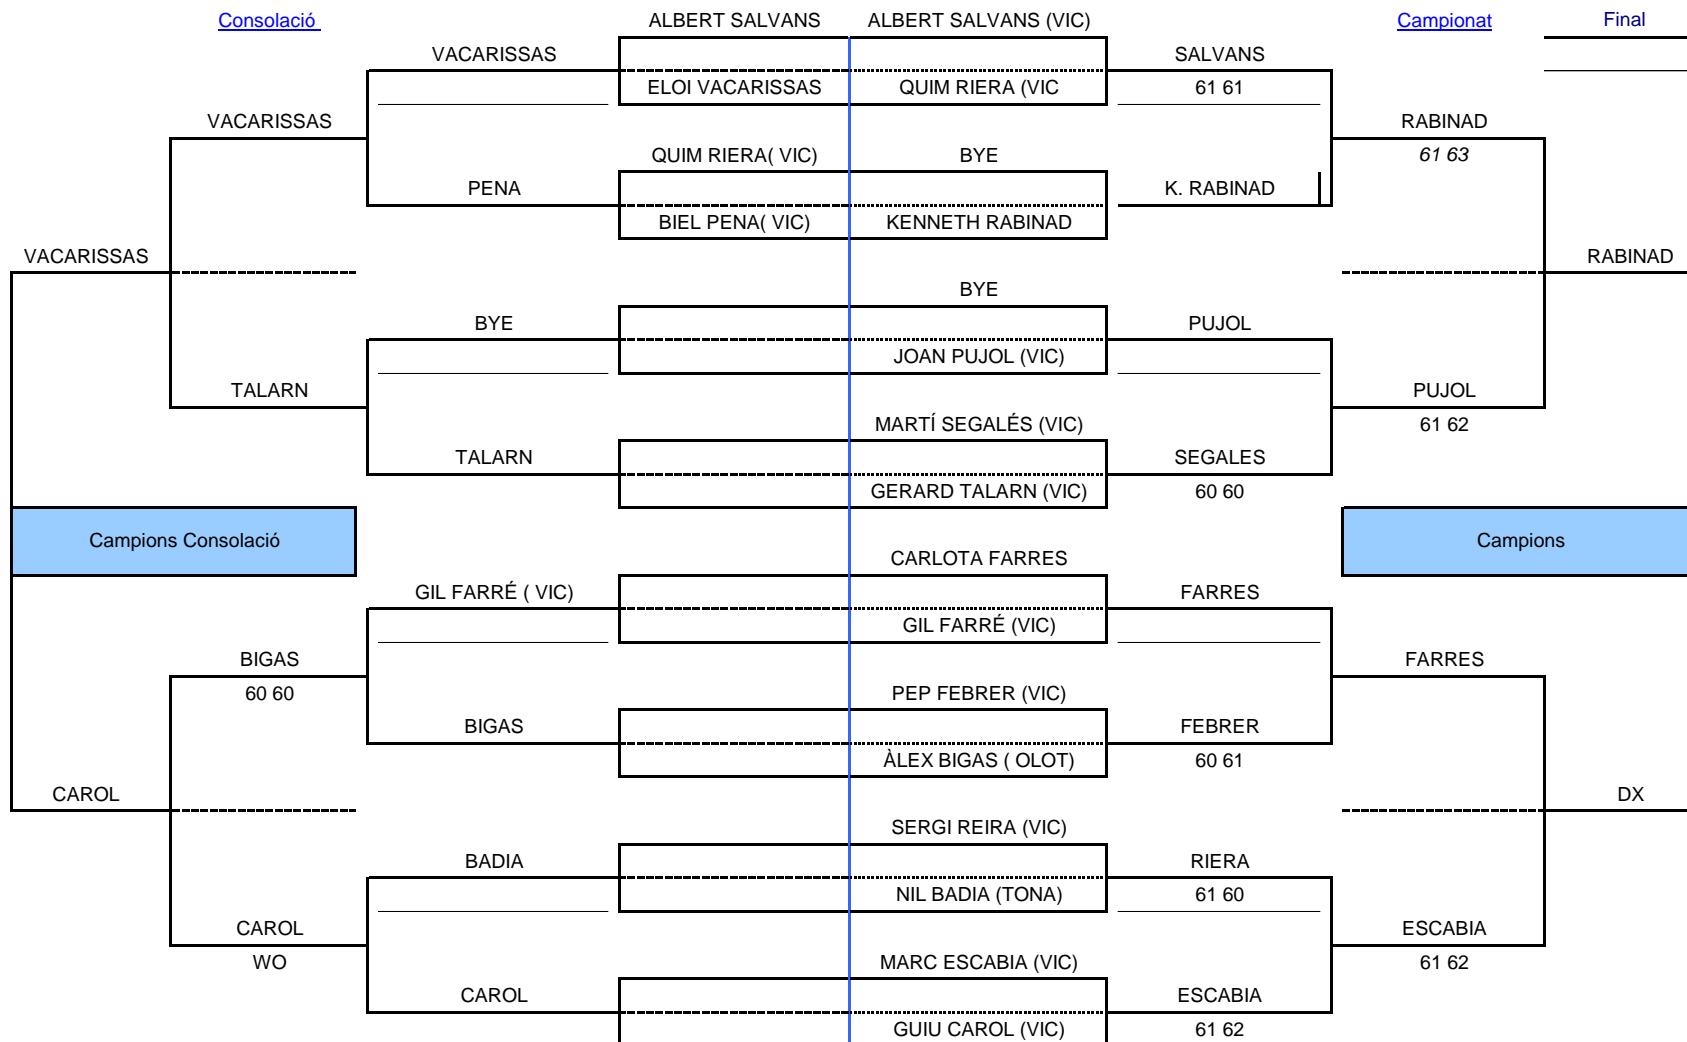 Consolació ALBERT SALVANS ALBERT SALVANS (VIC) Campionat Final
VACARISSAS SALVANS
ELOI VACARISSAS QUIM RIERA (VIC 61 61
VACARISSAS RABINAD
QUIM RIERA( VIC) BYE 61 63
PENA K. RABINAD
BIEL PENA( VIC) KENNETH RABINAD
VACARISSAS RABINAD
BYE
BYE PUJOL
JOAN PUJOL (VIC)
TALARN PUJOL
MARTÍ SEGALÉS (VIC) 61 62
TALARN SEGALES
GERARD TALARN (VIC) 60 60
Campions Consolació Campions
CARLOTA FARRES
GIL FARRÉ ( VIC) FARRES
GIL FARRÉ (VIC)
BIGAS FARRES
60 60 PEP FEBRER (VIC)
BIGAS FEBRER
ÀLEX BIGAS ( OLOT) 60 61
CAROL DX
SERGI REIRA (VIC)
BADIA RIERA
NIL BADIA (TONA) 61 60
CAROL ESCABIA
WO MARC ESCABIA (VIC) 61 62
CAROL ESCABIA
GUIU CAROL (VIC) 61 62